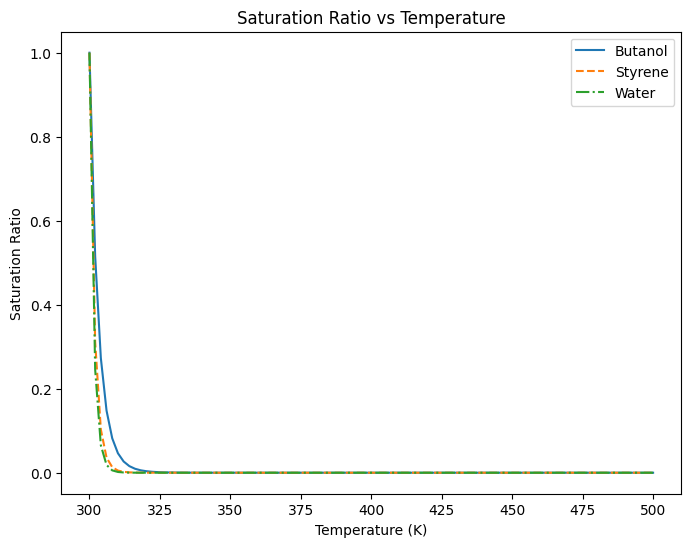 Saturation Ratio vs Temperature
Butanol
Styrene
Water
1.0
0.8
0.6
0.4
0.2
0.0
Saturation Ratio
300 325 350 375 400 425 450 475 500
Temperature (K)